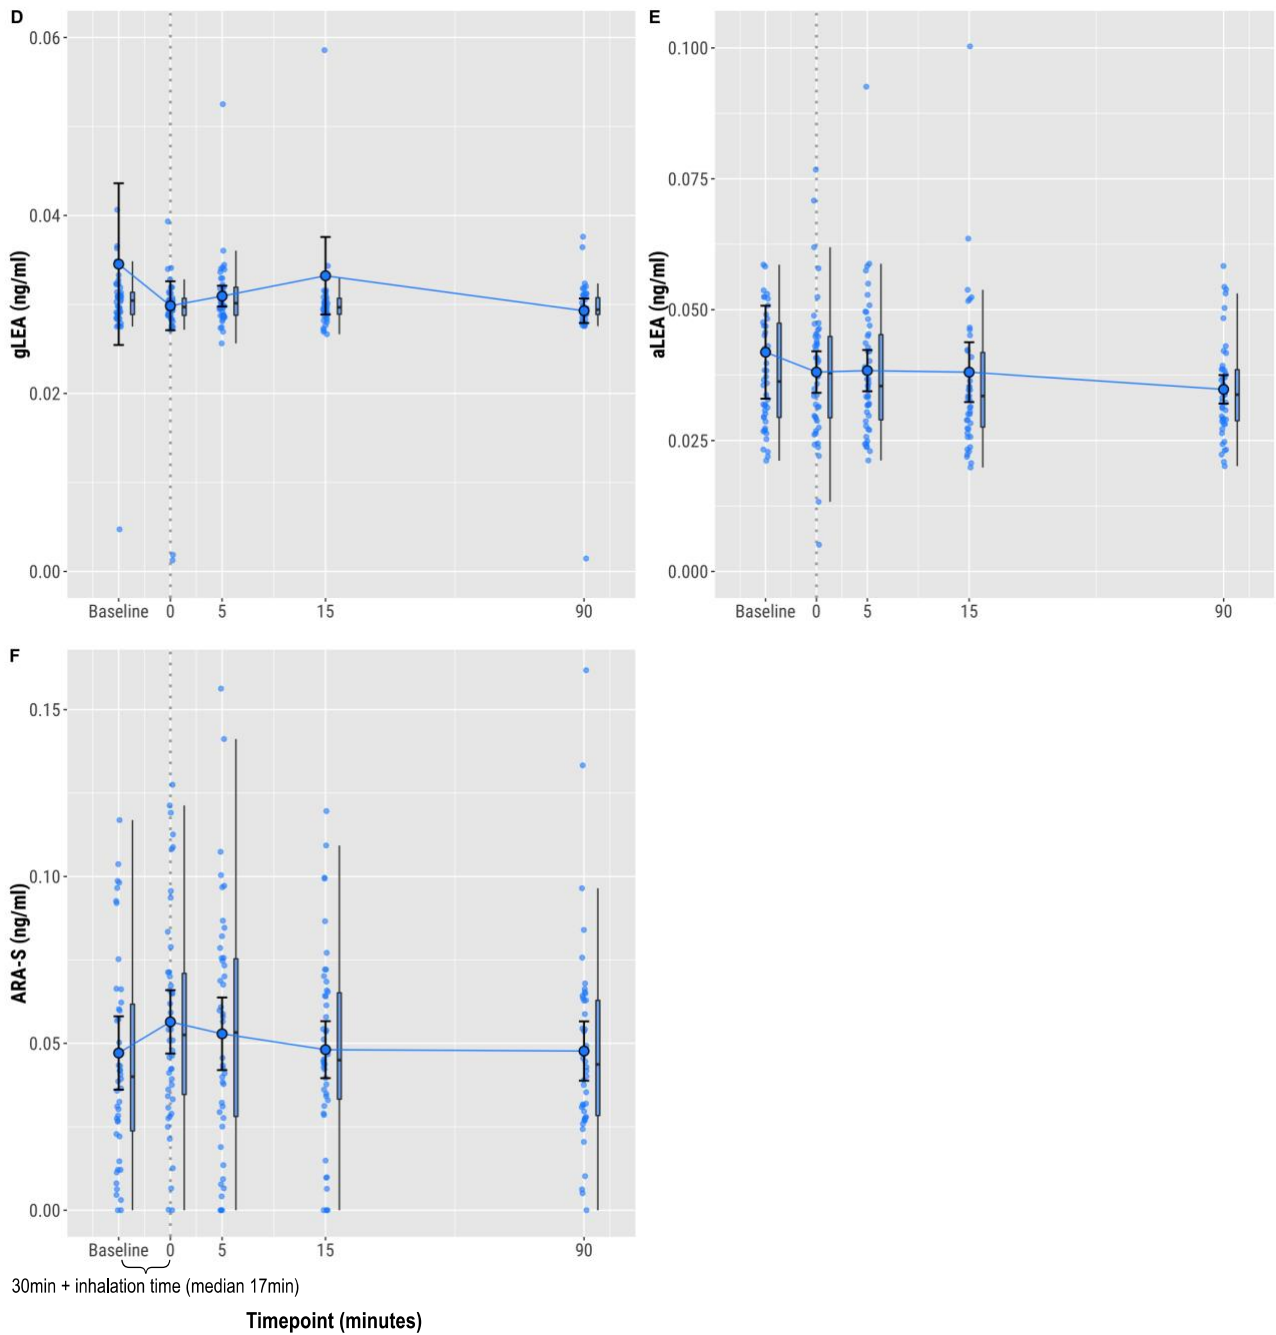 D
0.06
0.04
0.02
0.00
gLEA (ng/ml)
Baseline 0 5 15 90
E
0.100
0.075
0.050
0.025
0.000
aLEA (ng/ml)
Baseline 0 5 15 90
F
0.15
0.10
0.05
0.00
ARA-S (ng/ml)
Baseline 0 5 15 90
30min + inhalation time (median 17min)
Timepoint (minutes)